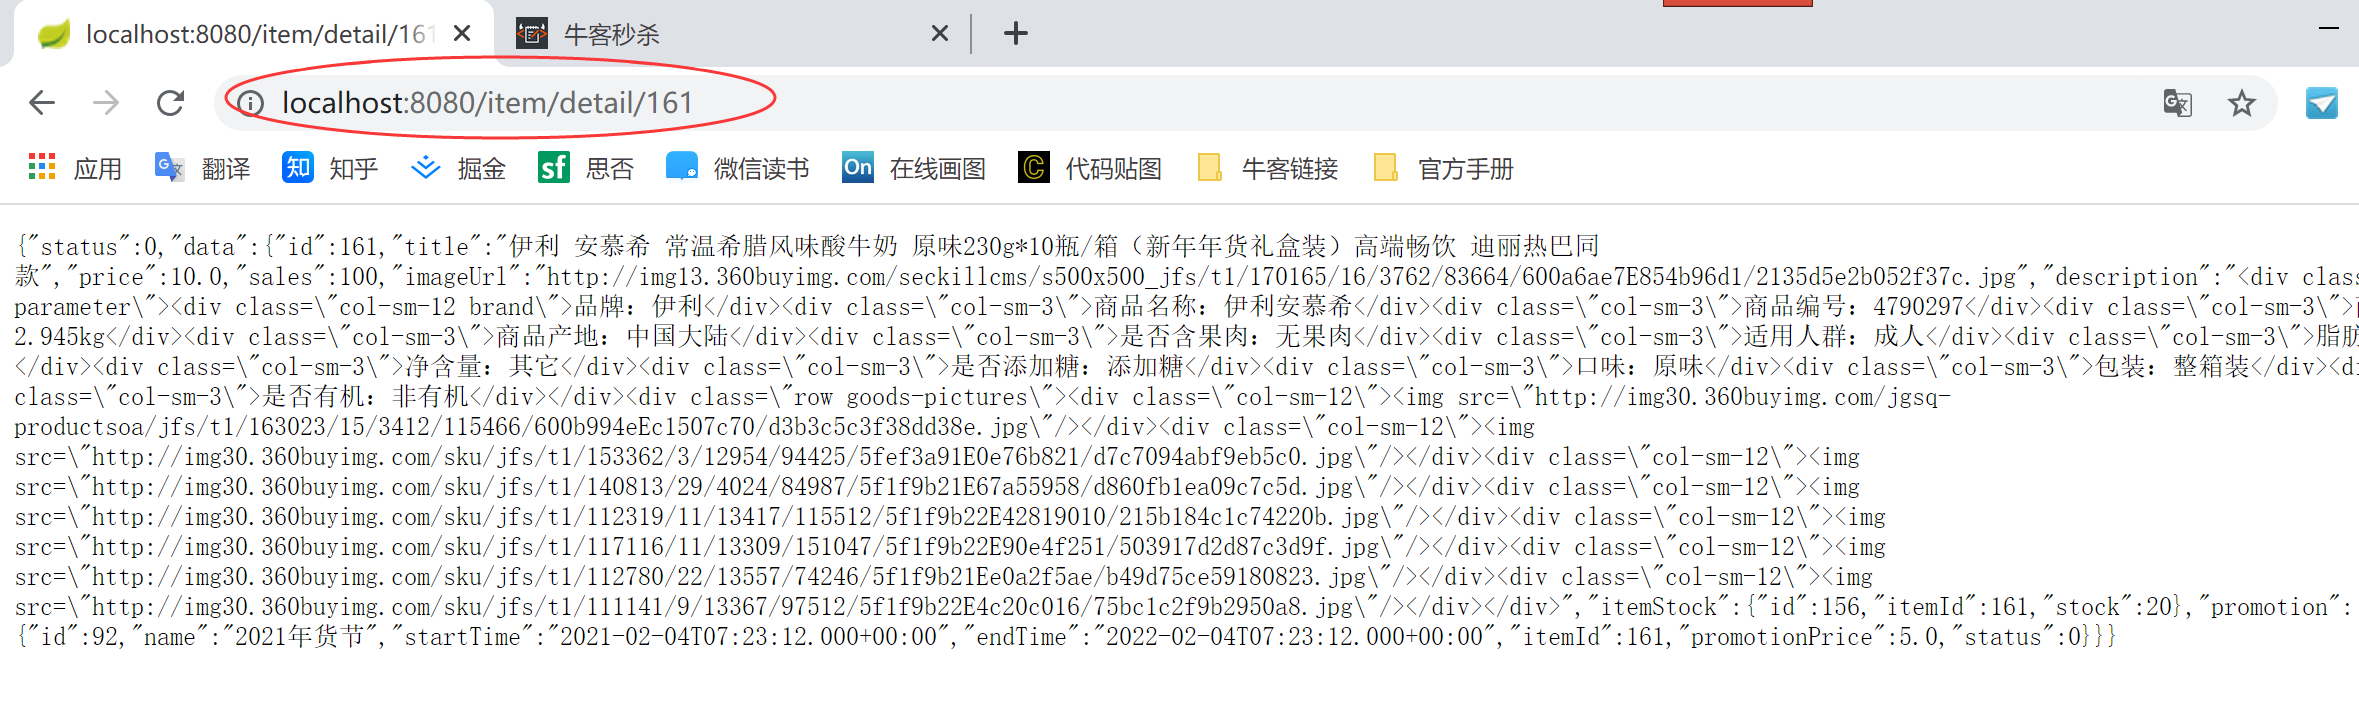 localhost:8080/item/detail/161
牛客秒杀
localhost:8080/item/detail/161
应用 翻译 知 知乎 掘金 sf 思否 微信读书 On 在线画图 C 代码贴图 牛客链接 官方手册
{"status":0,"data":{"id":161,"title":"伊利 安慕希 常温希腊风味酸牛奶 原味230g*10瓶/箱（新年年货礼盒装）高端畅饮 迪丽热巴同
款","price":10.0,"sales":100,"imageUrl":"http://img13.360buyimg.com/seckillcms/s500x500_jfs/t1/170165/16/3762/83664/600a6ae7E854b96d1/2135d5e2b052f37c.jpg","description":"<div clas
parameter\"><div class=\"col-sm-12 brand\">品牌：伊利</div><div class=\"col-sm-3\">商品名称：伊利安慕希</div><div class=\"col-sm-3\">商品编号：4790297</div><div class=\"col-sm-3\">
2.945kg</div><div class=\"col-sm-3\">商品产地：中国大陆</div><div class=\"col-sm-3\">是否含果肉：无果肉</div><div class=\"col-sm-3\">适用人群：成人</div><div class=\"col-sm-3\">脂肪
</div><div class=\"col-sm-3\">净含量：其它</div><div class=\"col-sm-3\">是否添加糖：添加糖</div><div class=\"col-sm-3\">口味：原味</div><div class=\"col-sm-3\">包装：整箱装</div><di
class=\"col-sm-3\">是否有机：非有机</div></div><div class=\"row goods-pictures\"><div class=\"col-sm-12\"><img src=\"http://img30.360buyimg.com/jgsq-
productsoa/jfs/t1/163023/15/3412/115466/600b994eEc1507c70/d3b3c5c3f38dd38e.jpg\"/></div><div class=\"col-sm-12\"><img
src=\"http://img30.360buyimg.com/sku/jfs/t1/153362/3/12954/94425/5fef3a91E0e76b821/d7c7094abf9eb5c0.jpg\"/></div><div class=\"col-sm-12\"><img
src=\"http://img30.360buyimg.com/sku/jfs/t1/140813/29/4024/84987/5f1f9b21E67a55958/d860fb1ea09c7c5d.jpg\"/></div><div class=\"col-sm-12\"><img
src=\"http://img30.360buyimg.com/sku/jfs/t1/112319/11/13417/115512/5f1f9b22E42819010/215b184c1c74220b.jpg\"/></div><div class=\"col-sm-12\"><img
src=\"http://img30.360buyimg.com/sku/jfs/t1/117116/11/13309/151047/5f1f9b22E90e4f251/503917d2d87c3d9f.jpg\"/></div><div class=\"col-sm-12\"><img
src=\"http://img30.360buyimg.com/sku/jfs/t1/112780/22/13557/74246/5f1f9b21Ee0a2f5ae/b49d75ce59180823.jpg\"/></div><div class=\"col-sm-12\"><img
src=\"http://img30.360buyimg.com/sku/jfs/t1/111141/9/13367/97512/5f1f9b22E4c20c016/75bc1c2f9b2950a8.jpg\"/></div></div>","itemStock":{"id":156,"itemId":161,"stock":20},"promotion":
{"id":92,"name":"2021年货节","startTime":"2021-02-04T07:23:12.000+00:00","endTime":"2022-02-04T07:23:12.000+00:00","itemId":161,"promotionPrice":5.0,"status":0}}}